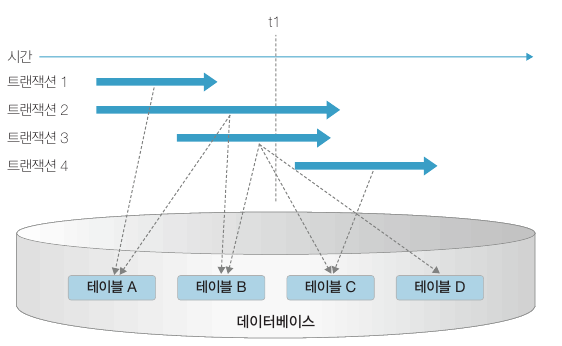 t1
시간
트랜잭션 1
트랜잭션 2
트랜잭션 3
트랜잭션 4
테이블 A 테이블 B 테이블 C 테이블 D
데이터베이스